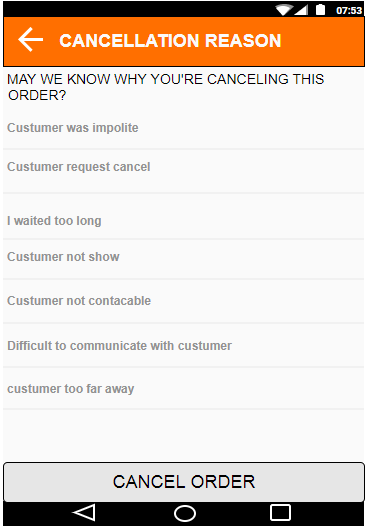 07:53
CANCELLATION REASON
MAY WE KNOW WHY YOU'RE CANCELING THIS
ORDER?
Custumer was impolite
Custumer request cancel
I waited too long
Custumer not show
Custumer not contacable
Difficult to communicate with custumer
custumer too far away
CANCEL ORDER